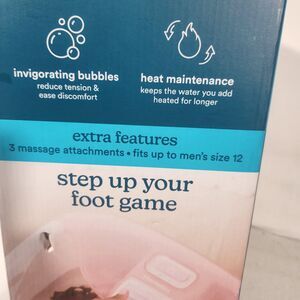 invigorating bubbles
reduce tension &
ease discomfort
heat maintenance
keeps the water you add
heated for longer
extra features
3 massage attachments • fits up to men's size 12
step up your
foot game